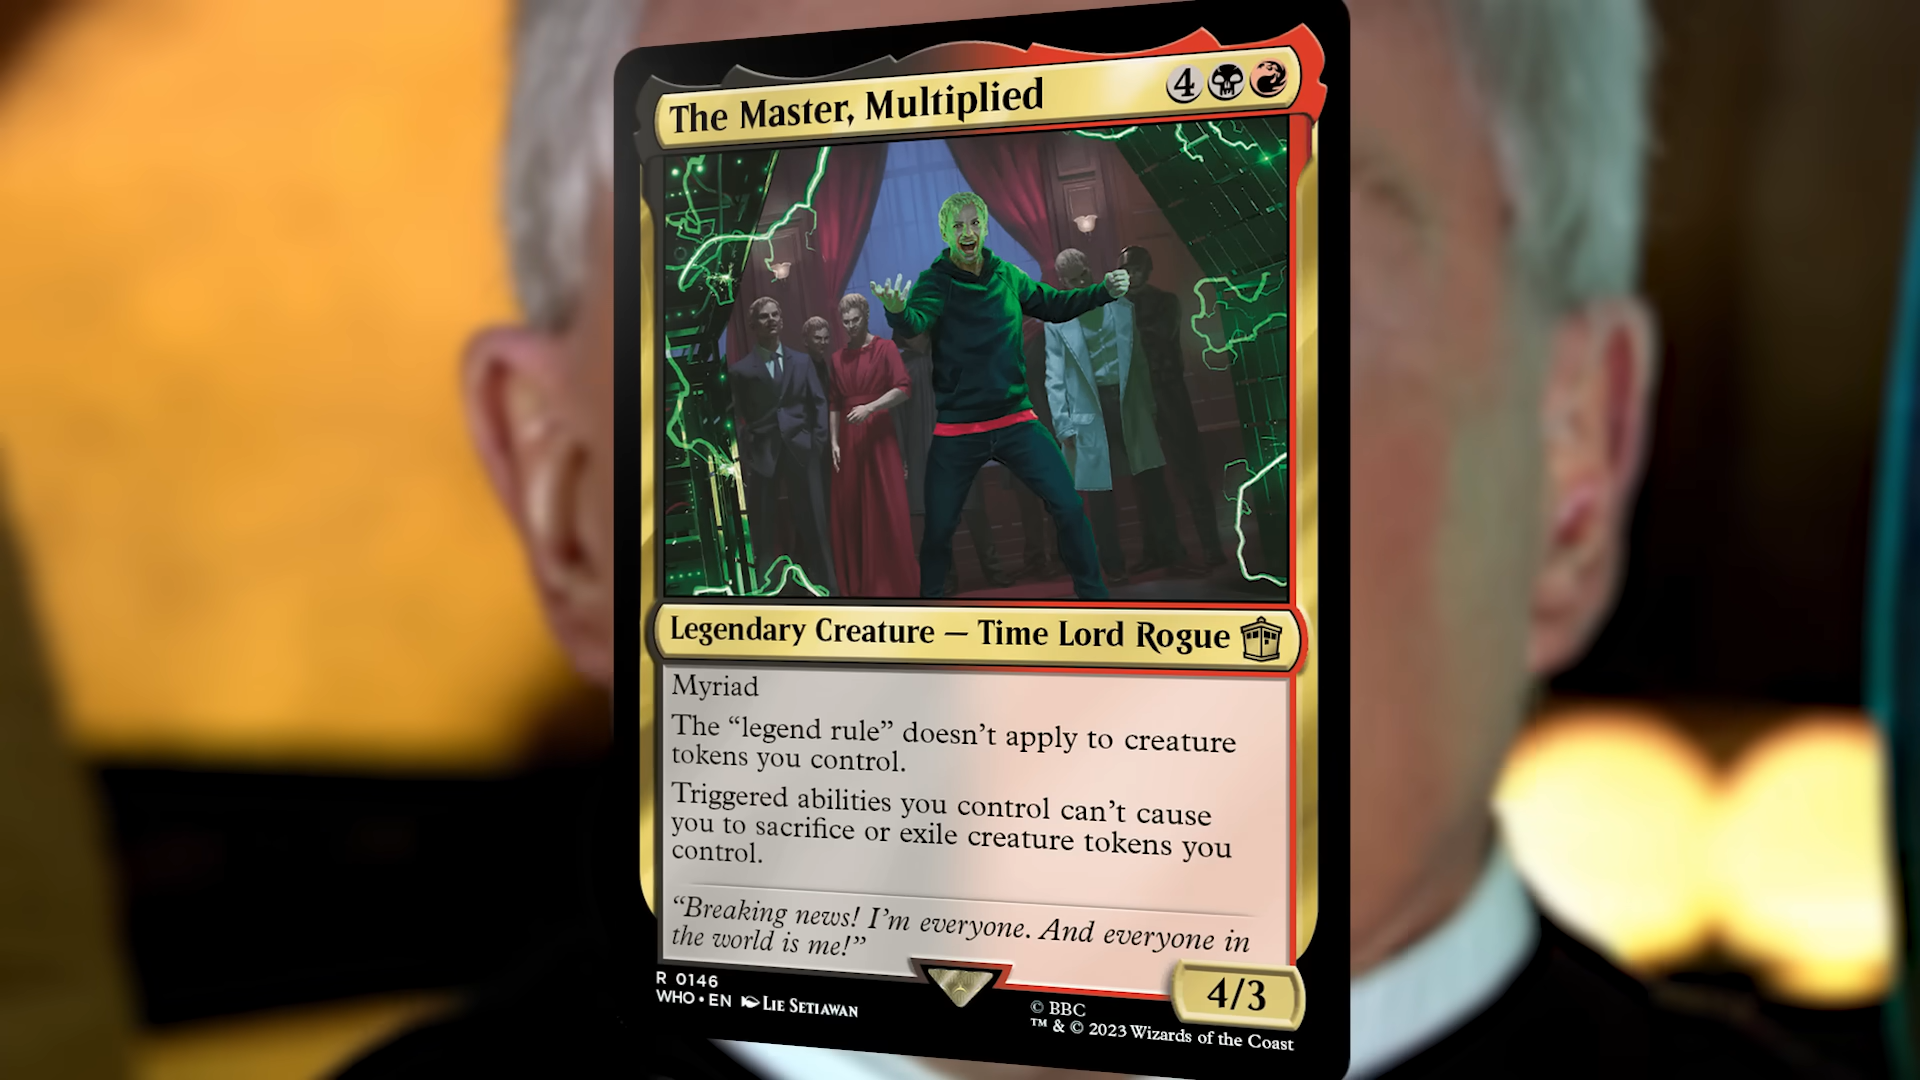 The Master, Multiplied 4
Legendary Creature — Time Lord Rogue
Myriad
The “legend rule” doesn’t apply to creature
tokens you control.
Triggered abilities you control can’t cause
you to sacrifice or exile creature tokens you
control.
“Breaking news! I’m everyone. And everyone in
the world is me!”
4/3
R 0146
WHO • EN Lie Setiawan
© BBC
™ & © 2023 Wizards of the Coast